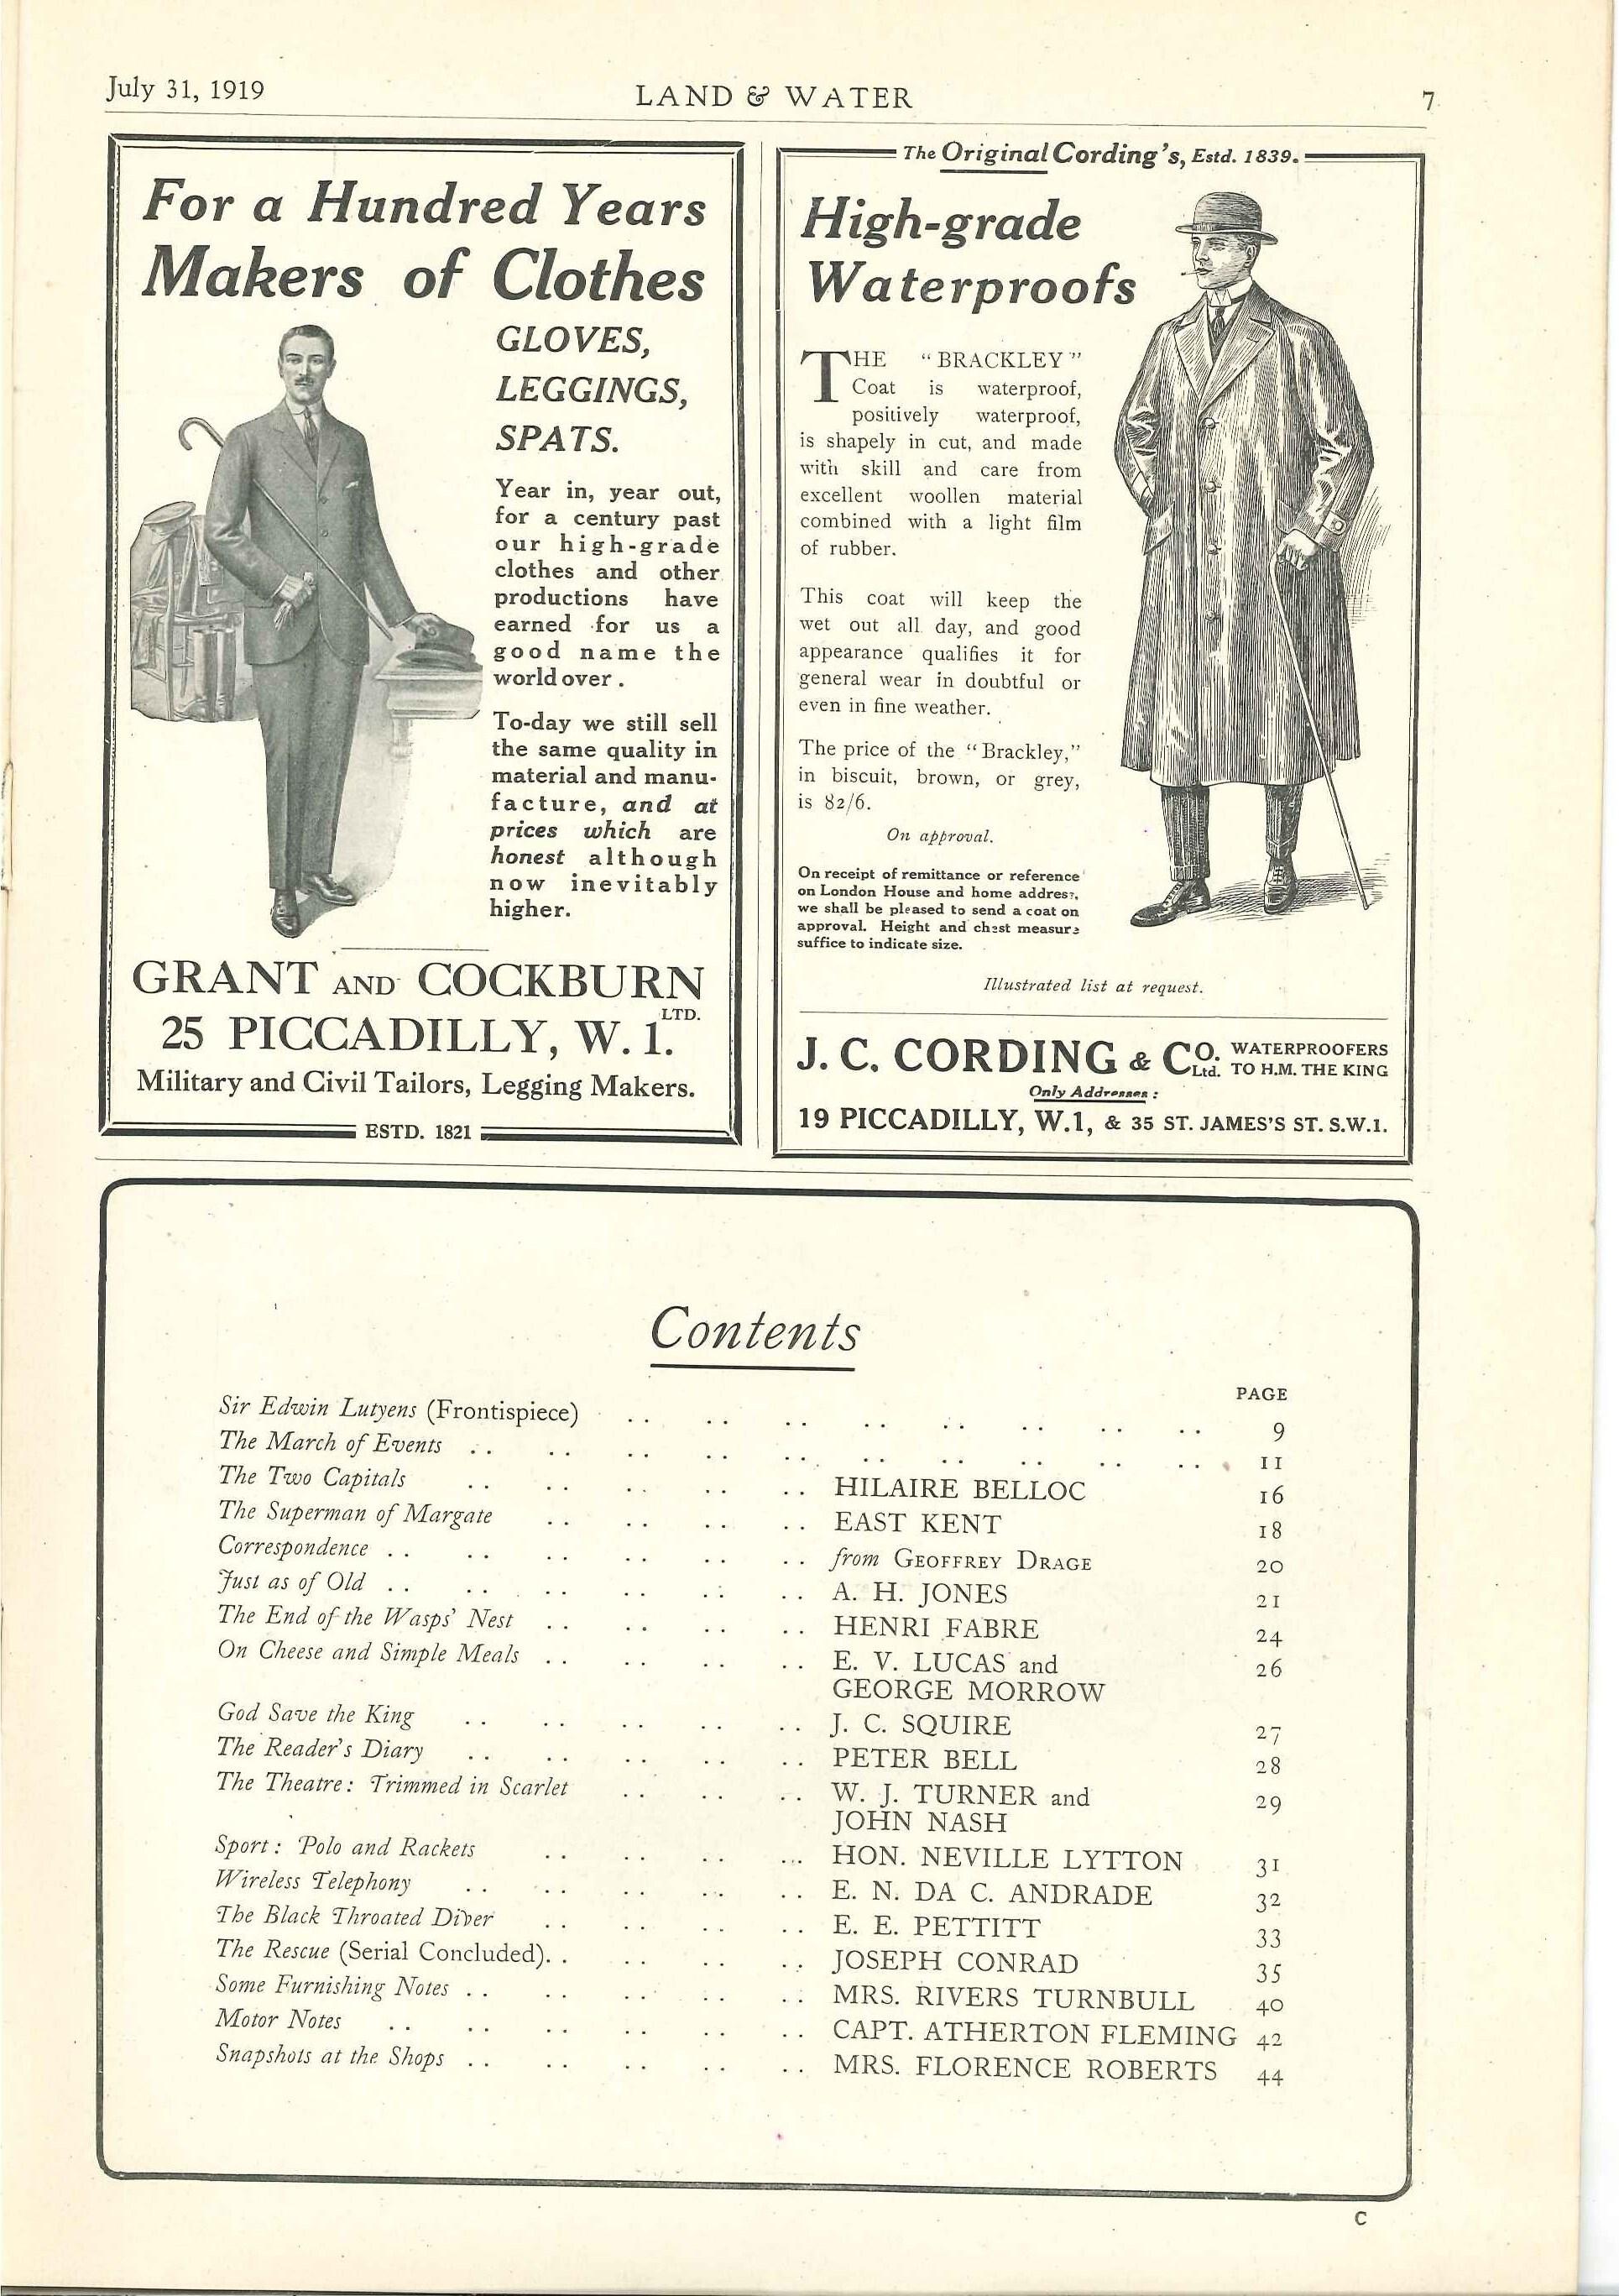 July 31, 1919
LAND & WATER
7
For a Hundred Years
Makers of Clothes
GLOVES,
LEGGINGS,
SPATS.
Year in, year out,
for a century past
our high-grade
clothes and other
productions have
earned for us a
good name the
world over.
To-day we still sell
the same quality in
material and manu-
facture, and at
prices which are
honest although
now inevitably
higher.
GRANT AND COCKBURN
LTD.
25 PICCADILLY, W. 1.
Military and Civil Tailors, Legging Makers.
ESTD. 1821
The Original Cording's, Estd. 1839.
High-grade
Waterproofs
THE "BRACKLEY"
Coat is waterproof,
positively waterproof,
is shapely in cut, and made
with skill and care from
excellent woollen material
combined with a light film
of rubber.
This coat will keep the
wet out all day, and good
appearance qualifies it for
general wear in doubtful or
even in fine weather.
The price of the "Brackley,"
in biscuit, brown, or grey,
is 82/6.
On approval.
On receipt of remittance or reference
on London House and home address,
we shall be pleased to send a coat on
approval. Height and chest measure
suffice to indicate size.
Illustrated list at request.
J. C. CORDING & CO. Ltd. WATERPROOFERS
TO H.M. THE KING
Only Addresses:
19 PICCADILLY, W.1, & 35 ST. JAMES'S ST. S.W.1.
Contents
PAGE
Sir Edwin Lutyens (Frontispiece) .. .. .. .. .. .. .. .. 9
The March of Events .. .. .. .. .. .. .. .. .. .. 11
The Two Capitals .. .. .. .. .. HILAIRE BELLOC 16
The Superman of Margate .. .. .. .. EAST KENT 18
Correspondence .. .. .. .. .. .. from GEOFFREY DRAGE 20
Just as of Old .. .. .. .. .. .. A. H. JONES 21
The End of the Wasps' Nest .. .. .. .. HENRI FABRE 24
On Cheese and Simple Meals .. .. .. .. E. V. LUCAS and 26
GEORGE MORROW
God Save the King .. .. .. .. .. J. C. SQUIRE 27
The Reader's Diary .. .. .. .. .. PETER BELL 28
The Theatre: Trimmed in Scarlet .. .. .. W. J. TURNER and 29
JOHN NASH
Sport: Polo and Rackets .. .. .. .. HON. NEVILLE LYTTON 31
Wireless Telephony .. .. .. .. .. E. N. DA C. ANDRADE 32
The Black Throated Diver .. .. .. .. E. E. PETTITT 33
The Rescue (Serial Concluded).. .. .. .. JOSEPH CONRAD 35
Some Furnishing Notes .. .. .. .. .. MRS. RIVERS TURNBULL 40
Motor Notes .. .. .. .. .. .. CAPT. ATHERTON FLEMING 42
Snapshots at the Shops .. .. .. .. .. MRS. FLORENCE ROBERTS 44
C